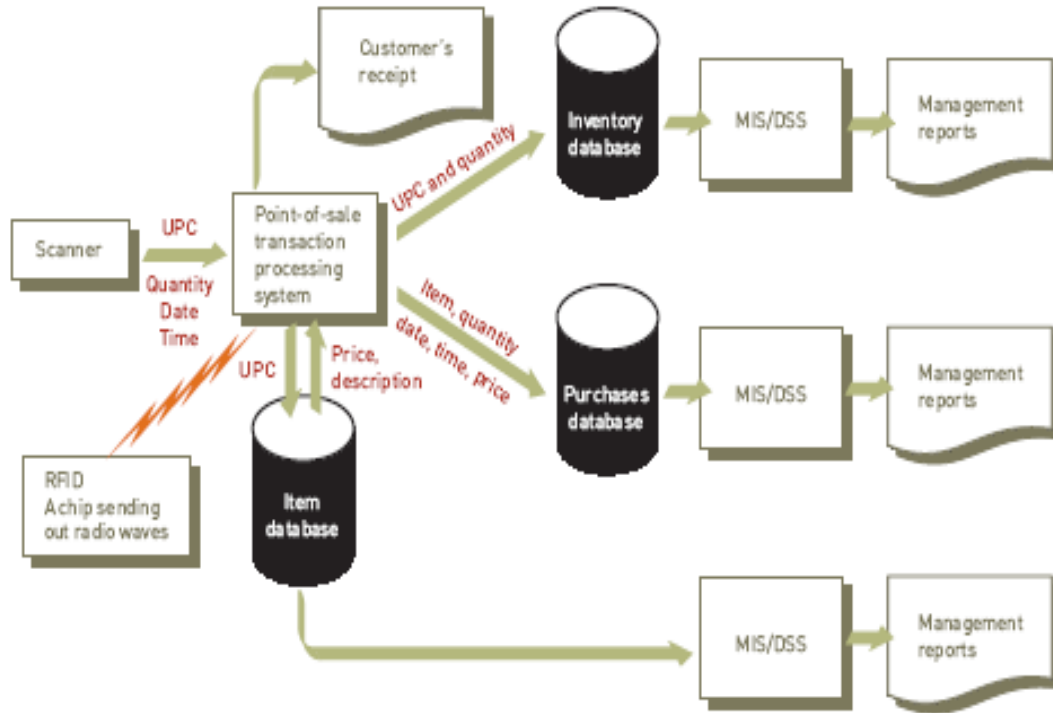 Customer's
receipt
Inventory
database
MIS/DSS
Management
reports
UPC and quantity
Scanner
UPC
Quantity
Date
Time
Point-of-sale
transaction
processing
system
Item, quantity
date, time, price
UPC
Price,
description
Purchases
database
MIS/DSS
Management
reports
RFID
A chip sending
out radio waves
Item
database
MIS/DSS
Management
reports